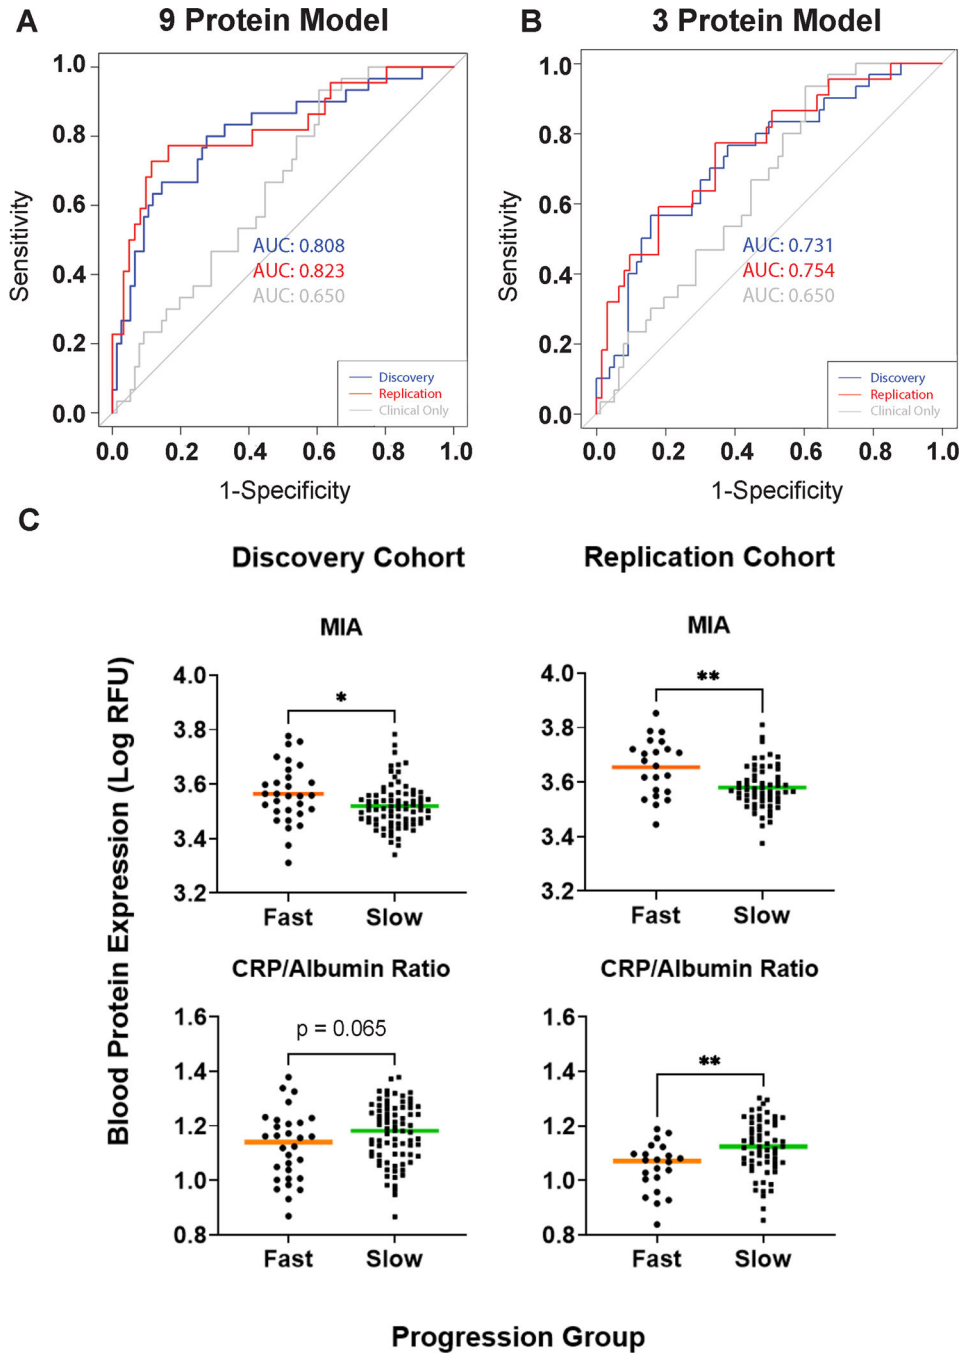 A
9 Protein Model
Sensitivity
1.0
0.8
0.6
0.4
0.2
0.0
AUC: 0.808
AUC: 0.823
AUC: 0.650
Discovery
Replication
Clinical Only
0.0 0.2 0.4 0.6 0.8 1.0
1-Specificity
B
3 Protein Model
Sensitivity
1.0
0.8
0.6
0.4
0.2
0.0
AUC: 0.731
AUC: 0.754
AUC: 0.650
Discovery
Replication
Clinical Only
0.0 0.2 0.4 0.6 0.8 1.0
1-Specificity
C
Blood Protein Expression (Log RFU)
Discovery Cohort
MIA
4.0
3.8
3.6
3.4
3.2
*
Fast Slow
Replication Cohort
MIA
4.0
3.8
3.6
3.4
3.2
**
Fast Slow
CRP/Albumin Ratio
1.6
1.4
1.2
1.0
0.8
p = 0.065
Fast Slow
CRP/Albumin Ratio
1.6
1.4
1.2
1.0
0.8
**
Fast Slow
Progression Group